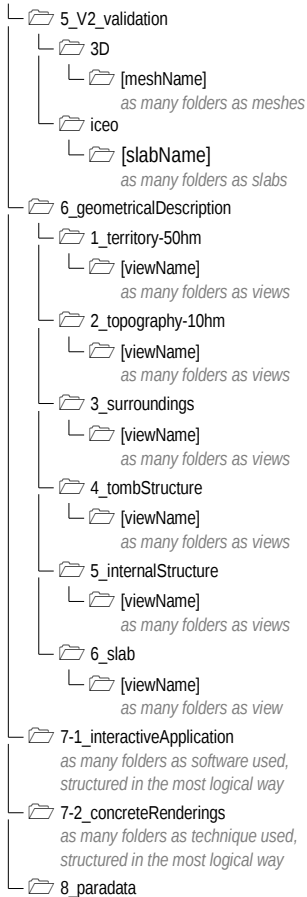 5_V2_validation
3D
[meshName]
as many folders as meshes
iceo
[slabName]
as many folders as slabs
6_geometricalDescription
1_territory-50hm
[viewName]
as many folders as views
2_topography-10hm
[viewName]
as many folders as views
3_surroundings
[viewName]
as many folders as views
4_tombStructure
[viewName]
as many folders as views
5_internalStructure
[viewName]
as many folders as views
6_slab
[viewName]
as many folders as view
7-1_interactiveApplication
as many folders as software used,
structured in the most logical way
7-2_concreteRenderings
as many folders as technique used,
structured in the most logical way
8_paradata